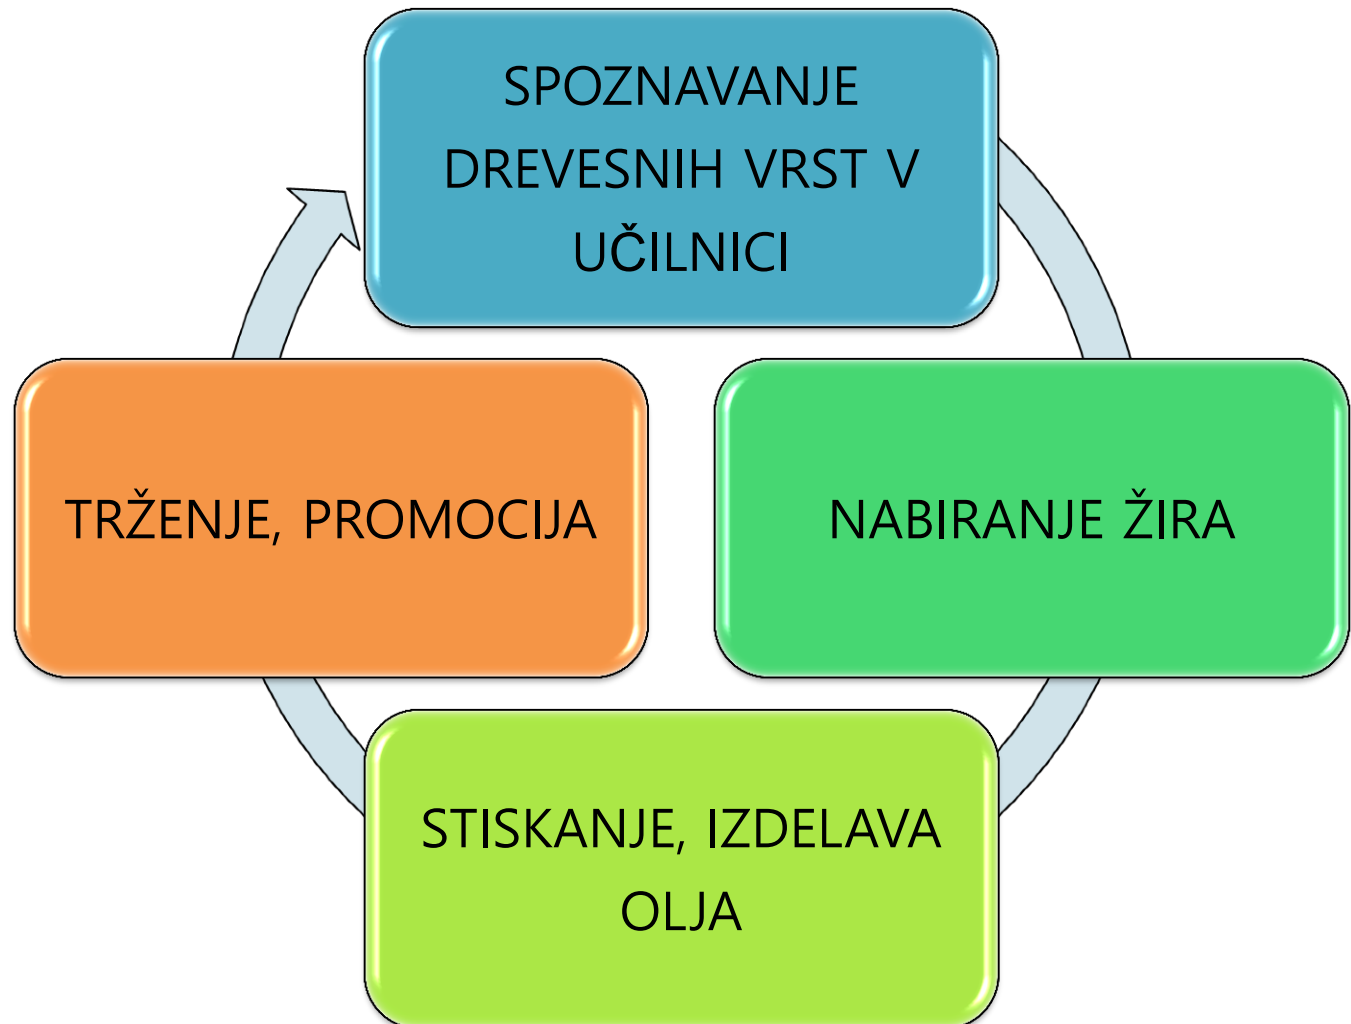 SPOZNAVANJE
DREVESNIH VRST V
UČILNICI
NABIRANJE ŽIRA
STISKANJE, IZDELAVA
OLJA
TRŽENJE, PROMOCIJA